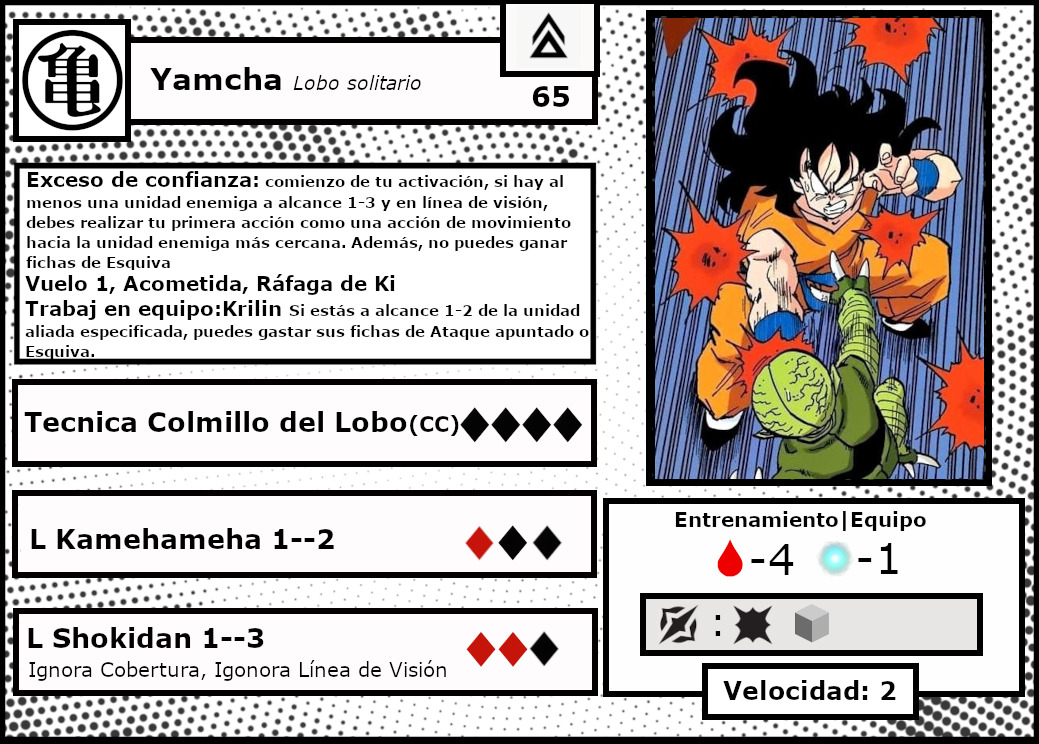 亀
Yamcha Lobo solitario
65
Exceso de confianza: comienzo de tu activación, si hay al
menos una unidad enemiga a alcance 1-3 y en línea de visión,
debes realizar tu primera acción como una acción de movimiento
hacia la unidad enemiga más cercana. Además, no puedes ganar
fichas de Esquiva
Vuelo 1, Acometida, Ráfaga de Ki
Trabaj en equipo:Krilin Si estás a alcance 1-2 de la unidad
aliada especificada, puedes gastar sus fichas de Ataque apuntado o
Esquiva.
Tecnica Colmillo del Lobo(CC)
L Kamehameha 1--2
L Shokidan 1--3
Ignora Cobertura, Igonora Línea de Visión
Entrenamiento|Equipo
-4 -1
:
Velocidad: 2